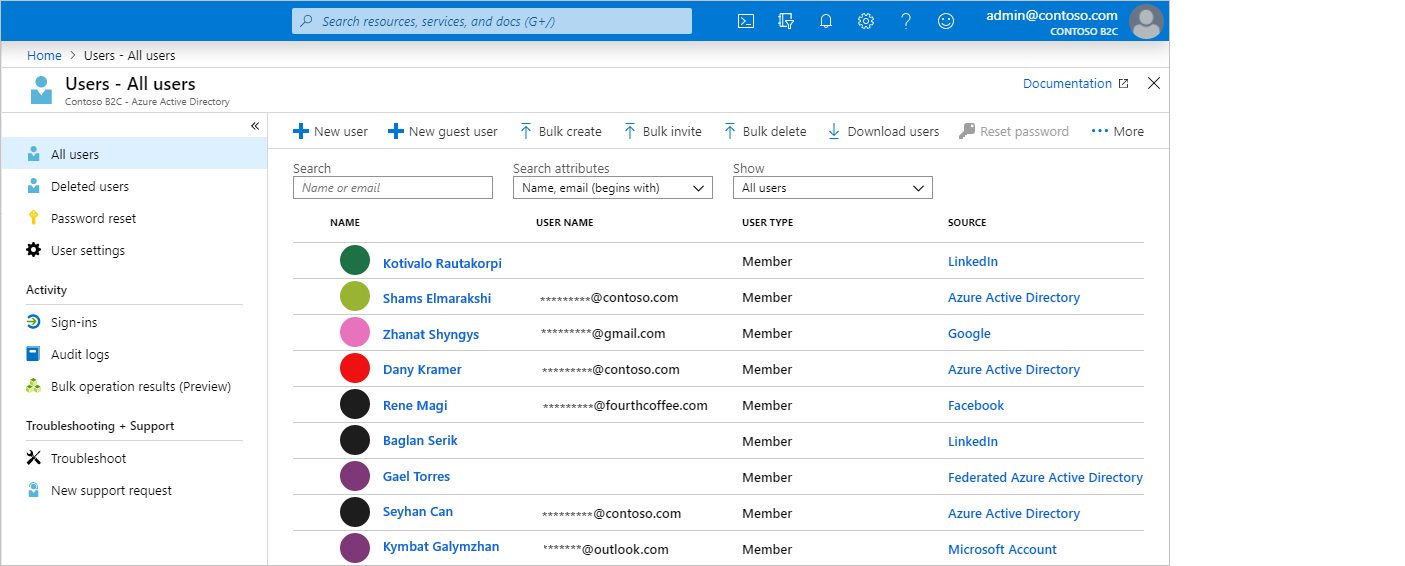 Search resources, services, and docs (G+/)
admin@contoso.com
CONTOSO B2C
Home > Users - All users
Users - All users
Contoso B2C - Azure Active Directory
Documentation
«
New user New guest user Bulk create Bulk invite Bulk delete Download users Reset password More
All users
Deleted users
Password reset
User settings
Activity
Sign-ins
Audit logs
Bulk operation results (Preview)
Troubleshooting + Support
Troubleshoot
New support request
Search Search attributes Show
Name or email Name, email (begins with) All users
NAME USER NAME USER TYPE SOURCE
Kotivalo Rautakorpi Member LinkedIn
Shams Elmarakshi *********@contoso.com Member Azure Active Directory
Zhanat Shyngys *********@gmail.com Member Google
Dany Kramer *********@contoso.com Member Azure Active Directory
Rene Magi *********@fourthcoffee.com Member Facebook
Baglan Serik Member LinkedIn
Gael Torres Member Federated Azure Active Directory
Seyhan Can *********@contoso.com Member Azure Active Directory
Kymbat Galymzhan *******@outlook.com Member Microsoft Account